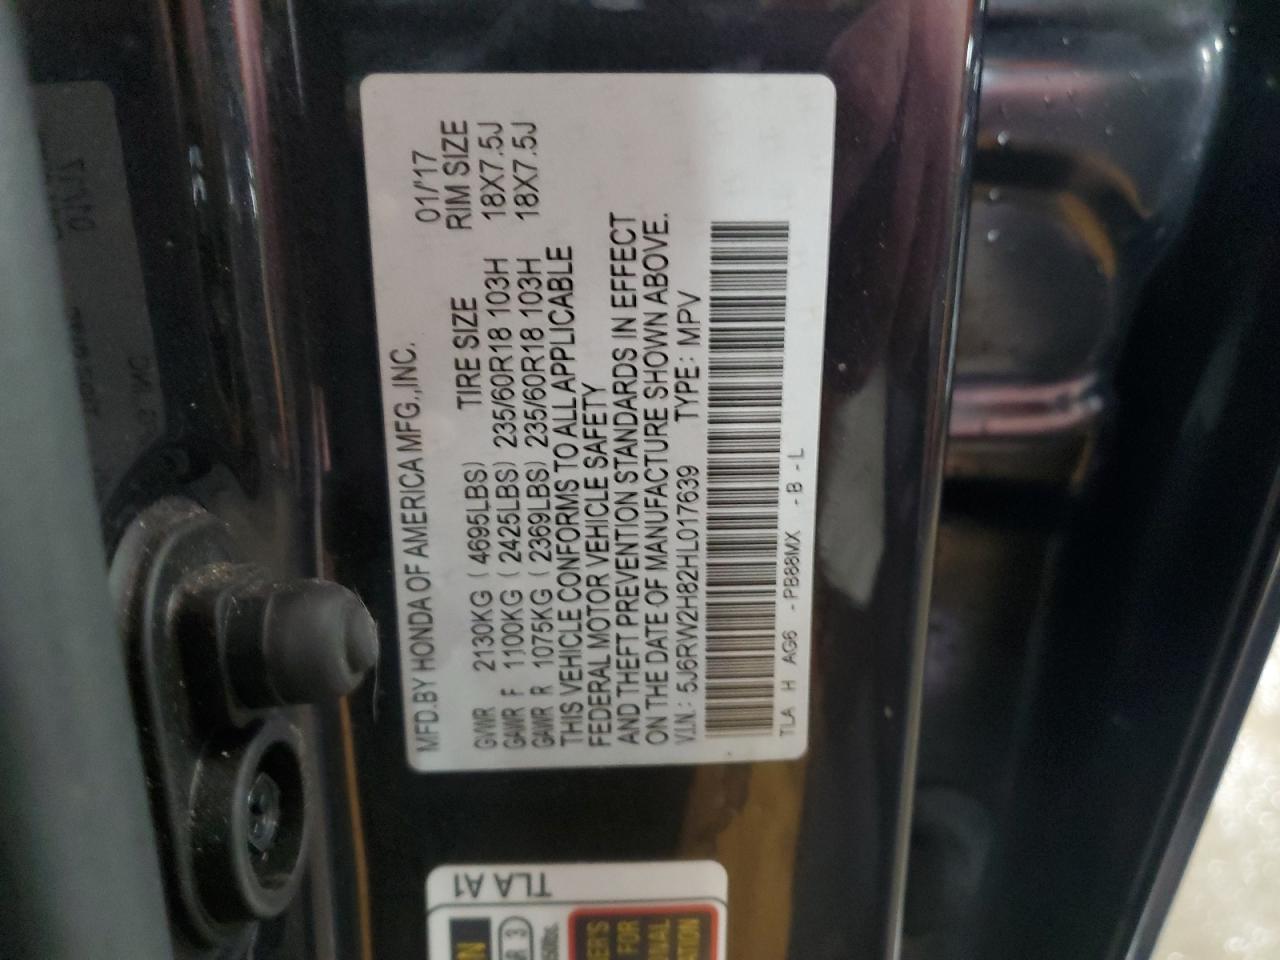 MFD.BY HONDA OF AMERICA MFG.,INC. 01/'17
TIRE SIZE RIM SIZE
GVWR 2130KG ( 4695LBS)
GAWR F 1100KG ( 2425LBS) 235/60R18 103H 18X7.5J
GAWR R 1075KG ( 2369LBS) 235/60R18 103H 18X7.5J
THIS VEHICLE CONFORMS TO ALL APPLICABLE
FEDERAL MOTOR VEHICLE SAFETY
AND THEFT PREVENTION STANDARDS IN EFFECT
ON THE DATE OF MANUFACTURE SHOWN ABOVE.
V.I.N.: 5J6RW2H82HL017639 TYPE: MPV
TLA H AG6 -PB88MX -B-L
TLA A1